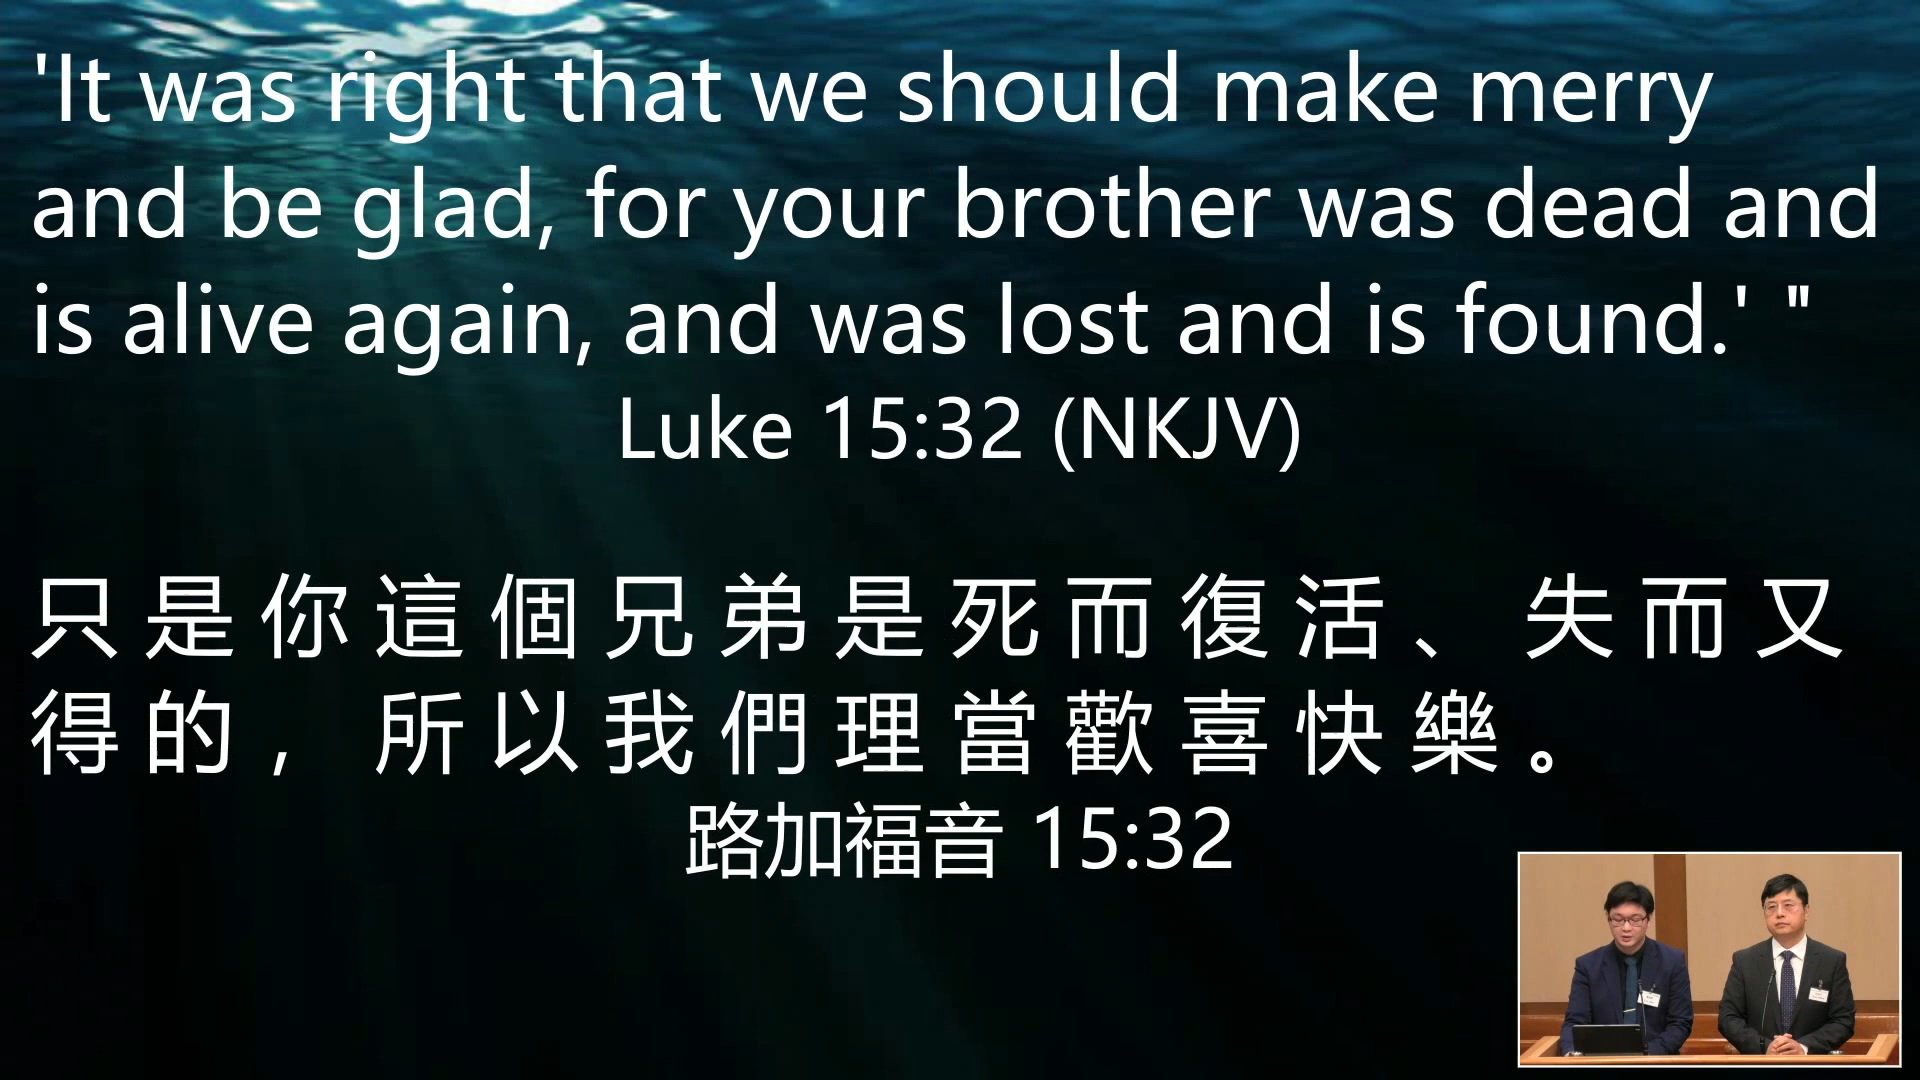 'It was right that we should make merry
and be glad, for your brother was dead and
is alive again, and was lost and is found.' "
Luke 15:32 (NKJV)
只是你這個兄弟是死而復活、失而又
得的，所以我們理當歡喜快樂。
路加福音 15:32